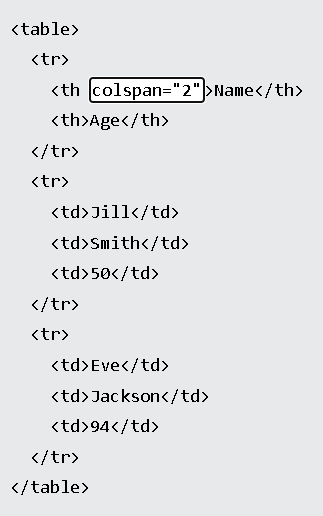 <table>
<tr>
<th colspan="2">Name</th>
<th>Age</th>
</tr>
<tr>
<td>Jill</td>
<td>Smith</td>
<td>50</td>
</tr>
<tr>
<td>Eve</td>
<td>Jackson</td>
<td>94</td>
</tr>
</table>